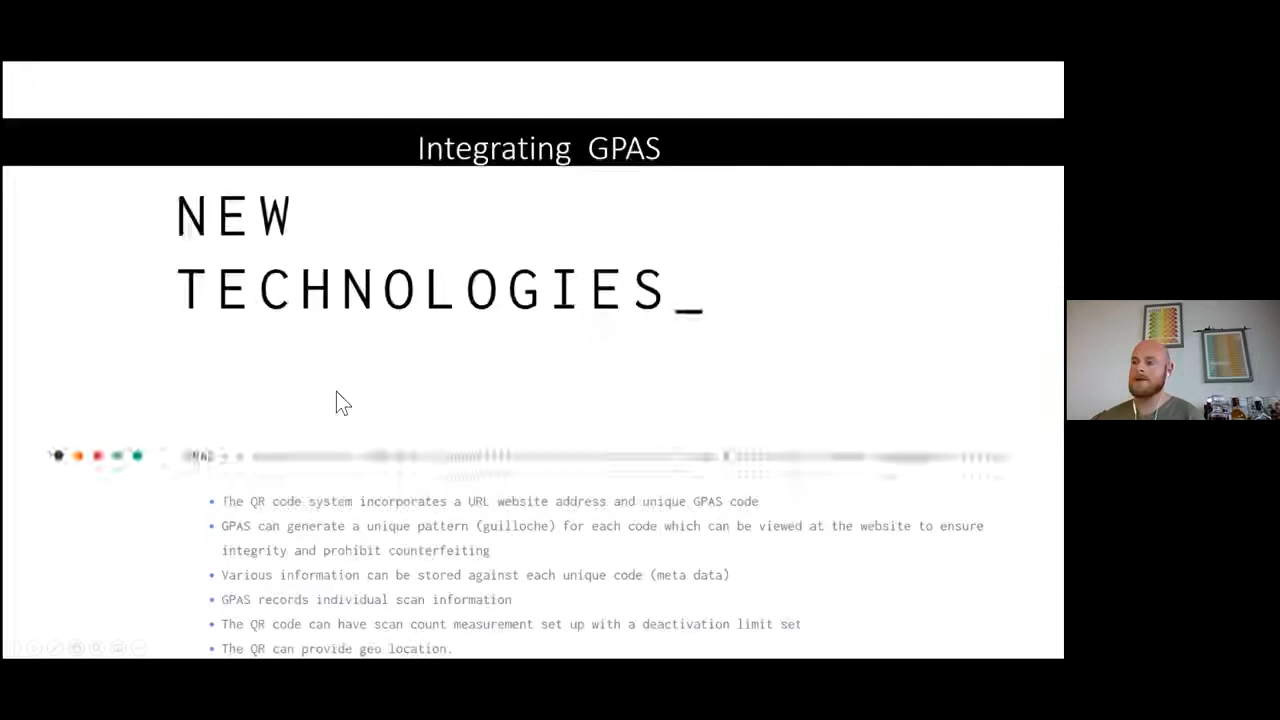 Integrating GPAS
NEW
TECHNOLOGIES_
• The QR code system incorporates a URL website address and unique GPAS code
• GPAS can generate a unique pattern (guilloche) for each code which can be viewed at the website to ensure
integrity and prohibit counterfeiting
• Various information can be stored against each unique code (meta data)
• GPAS records individual scan information
• The QR code can have scan count measurement set up with a deactivation limit set
• The QR can provide geo location.